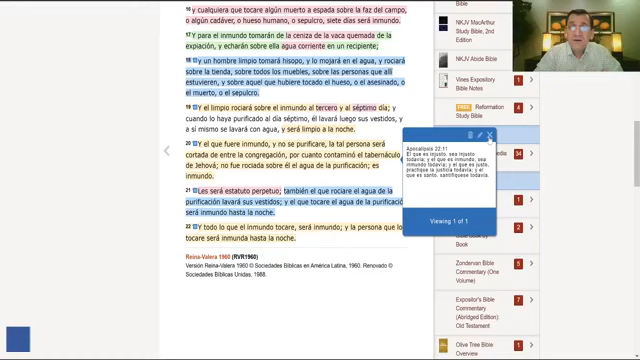 16 y cualquiera que tocare algún muerto a espada sobre la faz del campo,
o algún cadáver, o hueso humano, o sepulcro, siete días será inmundo.
17 Y para el inmundo tomarán de la ceniza de la vaca quemada de la
expiación, y echarán sobre ella agua corriente en un recipiente;
18 y un hombre limpio tomará hisopo, y lo mojará en el agua, y rociará
sobre la tienda, sobre todos los muebles, sobre las personas que allí
estuvieren, y sobre aquel que hubiere tocado el hueso, o el asesinado, o
el muerto, o el sepulcro.
19 Y el limpio rociará sobre el inmundo al tercero y al séptimo día; y
cuando lo haya purificado al día séptimo, él lavará luego sus vestidos, y
a sí mismo se lavará con agua, y será limpio a la noche.
20 Y el que fuere inmundo, y no se purificare, la tal persona será
cortada de entre la congregación, por cuanto contaminó el tabernáculo
de Jehová; no fue rociada sobre él el agua de la purificación; es
inmundo.
21 Les será estatuto perpetuo; también el que rociare el agua de la
purificación lavará sus vestidos; y el que tocare el agua de la purificación
será inmundo hasta la noche.
22 Y todo lo que el inmundo tocare, será inmundo; y la persona que lo
tocare será inmunda hasta la noche.
Reina-Valera 1960 (RVR1960)
Versión Reina-Valera 1960 © Sociedades Bíblicas en América Latina, 1960. Renovado ©
Sociedades Bíblicas Unidas, 1988.
Apocalipsis 22:11
El que es injusto, sea injusto
todavía; y el que es inmundo, sea
inmundo todavía; y el que es justo,
practique la justicia todavía; y el
que es santo, santifíquese todavía.
Viewing 1 of 1
NKJV MacArthur
Study Bible, 2nd
Edition
NKJV Abide Bible
Vines Expository
Bible Notes
1
FREE Reformation
Study Bible
4
34
2
Book
Zondervan Bible
Commentary (One
Volume)
5
Expositor's Bible
Commentary
(Abridged Edition)
Old Testament
7
Olive Tree Bible
Overview
1